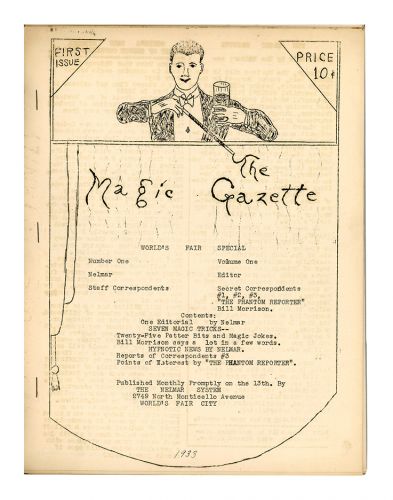 FIRST
ISSUE
PRICE
10¢
The
Magic Gazette
WORLD'S FAIR SPECIAL
Number One Volume One
Nelmar Editor
Staff Correspondents Secret Correspondents
#1, #2, #3,
"THE PHANTOM REPORTER"
Bill Morrison.
Contents:
One Editorial by Nelmar
SEVEN MAGIC TRICKS--
Twenty-Five Patter Bits and Magic Jokes.
Bill Morrison says a lot in a few words.
HYPNOTIC NEWS BY NELMAR.
Reports of Correspondents #3
Points of Interest by "THE PHANTOM REPORTER".
Published Monthly Promptly on the 13th. By
THE NELMAR SYSTEM
2749 North Monticello Avenue
WORLD'S FAIR CITY
1933